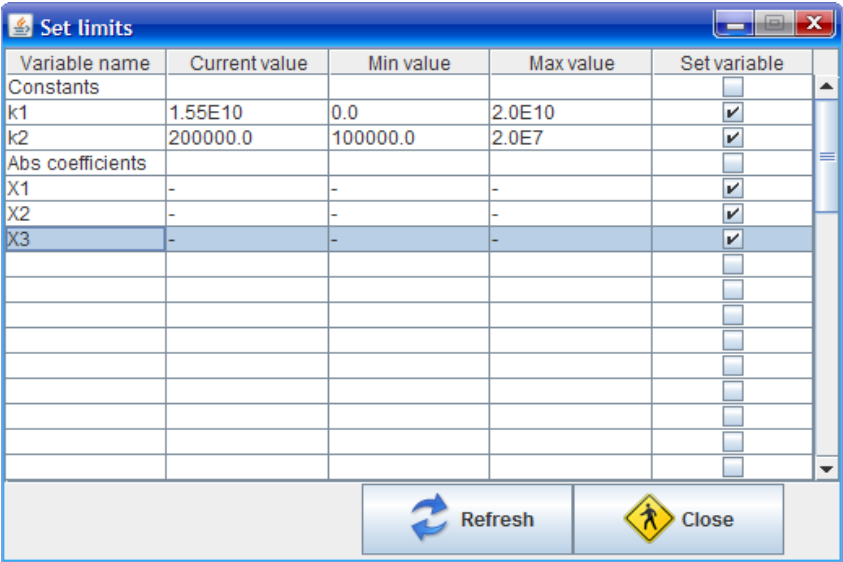 Set limits
Variable name Current value Min value Max value Set variable
Constants
k1 1.55E10 0.0 2.0E10
k2 200000.0 100000.0 2.0E7
Abs coefficients
X1 - - -
X2 - - -
X3 - - -
Refresh Close